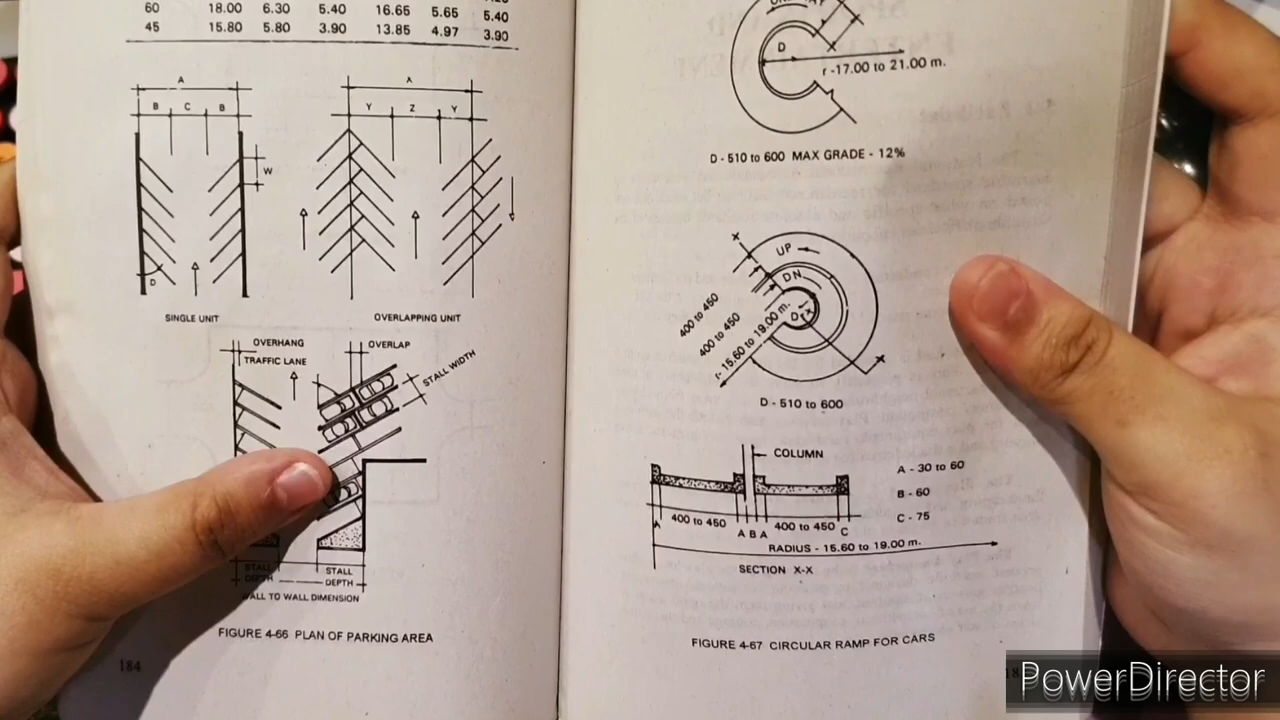 60 18.00 6.30 5.40 16.65 5.65 5.40
45 15.80 5.80 3.90 13.85 4.97 3.90
A
B C B
W
D
SINGLE UNIT
X
Y Z Y
OVERLAPPING UNIT
OVERHANG
TRAFFIC LANE
OVERLAP
STALL WIDTH
STALL DEPTH
STALL DEPTH
WALL TO WALL DIMENSION
FIGURE 4-66 PLAN OF PARKING AREA
184
D
r -17.00 to 21.00 m.
D - 510 to 600 MAX GRADE - 12%
X
UP
DN
400 to 450
400 to 450
r- 15.60 to 19.00 m.
D
X
D - 510 to 600
COLUMN
A - 30 to 60
B - 60
C - 75
A 400 to 450 A B A 400 to 450 C
RADIUS - 15.60 to 19.00 m.
SECTION X-X
FIGURE 4-67 CIRCULAR RAMP FOR CARS
PowerDirector